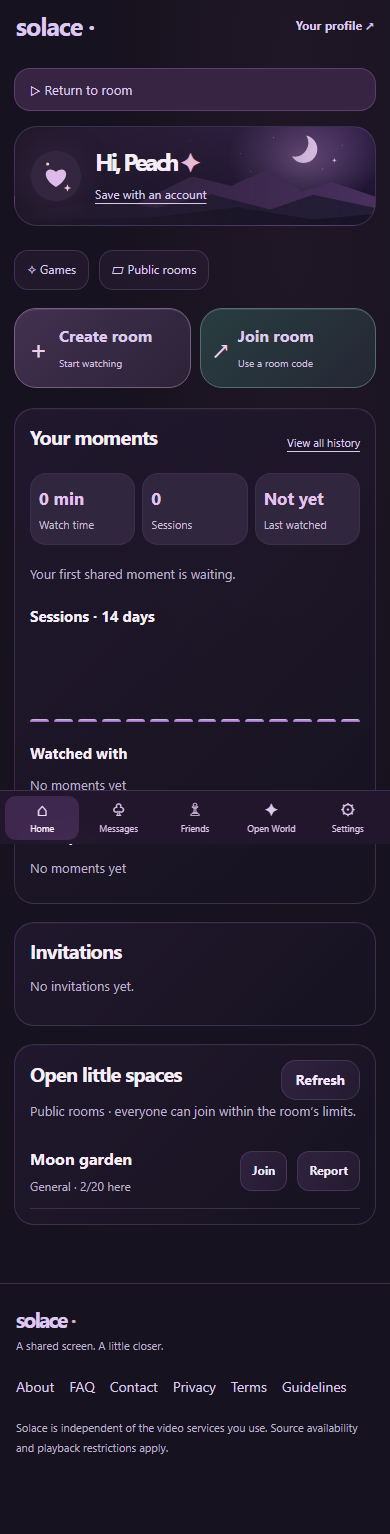 solace ·
Your profile ↗
▷ Return to room
Hi, Peach ✦
Save with an account
✧ Games
▱ Public rooms
+ Create room
Start watching
↗ Join room
Use a room code
Your moments
View all history
0 min
Watch time
0
Sessions
Not yet
Last watched
Your first shared moment is waiting.
Sessions · 14 days
Watched with
No moments yet
Home
Messages
Friends
Open World
Settings
No moments yet
Invitations
No invitations yet.
Open little spaces
Refresh
Public rooms · everyone can join within the room’s limits.
Moon garden
General · 2/20 here
Join
Report
solace ·
A shared screen. A little closer.
About FAQ Contact Privacy Terms Guidelines
Solace is independent of the video services you use. Source availability
and playback restrictions apply.